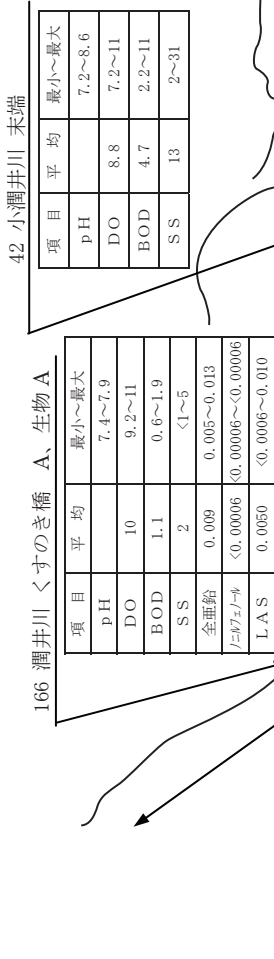 42 小潤井川 末端
項 目 平 均 最小～最大
pH 7.2～8.6
DO 8.8 7.2～11
BOD 4.7 2.2～11
SS 13 2～31
166 潤井川 くすのき橋 A、生物 A
項 目 平 均 最小～最大
pH 7.4～7.9
DO 10 9.2～11
BOD 1.1 0.6～1.9
SS 2 <1～5
全亜鉛 0.009 0.005～0.013
ノニルフェノール <0.00006 <0.00006～<0.00006
LAS 0.0050 <0.0006～0.010